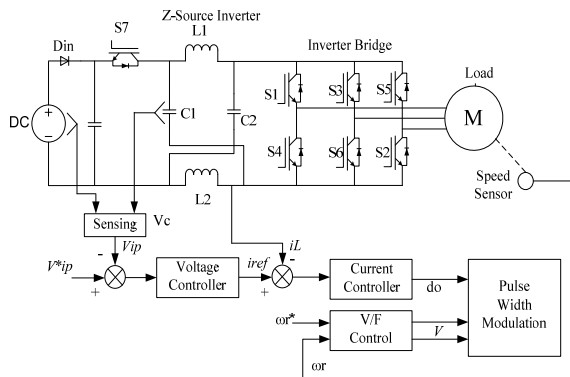 Z-Source Inverter
S7
L1
Din
Inverter Bridge
Load
S1
S3
S5
DC
C1
C2
M
S4
S6
S2
L2
Speed
Sensor
Sensing
Vc
Vip
iL
V*ip
-
+
Voltage
Controller
iref
-
+
Current
Controller
do
Pulse
Width
Modulation
ωr*
V/F
Control
V
ωr